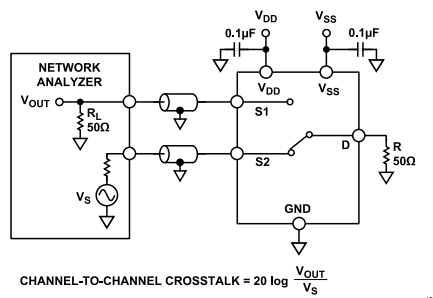 V_DD
V_SS
0.1µF
0.1µF
NETWORK
ANALYZER
V_DD
V_SS
V_OUT
R_L
50Ω
S1
S2
D
R
50Ω
V_S
GND
CHANNEL-TO-CHANNEL CROSSTALK = 20 log V_OUT
V_S